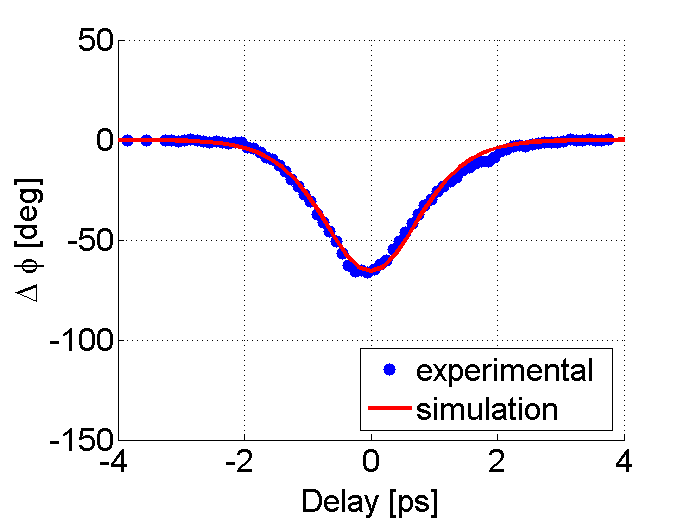 50
0
-50
-100
-150
Δ ϕ [deg]
experimental
simulation
-4 -2 0 2 4
Delay [ps]